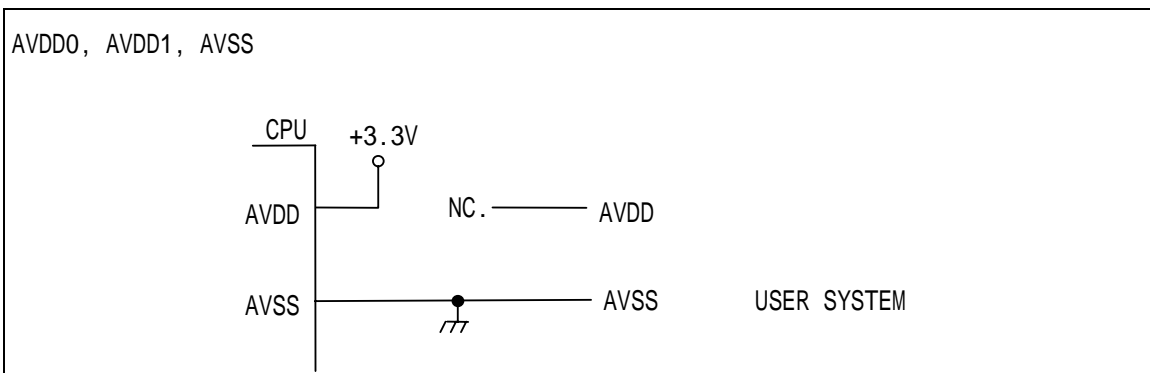 AVDD0, AVDD1, AVSS
CPU
+3.3V
AVDD
NC.
AVDD
AVSS
AVSS
USER SYSTEM